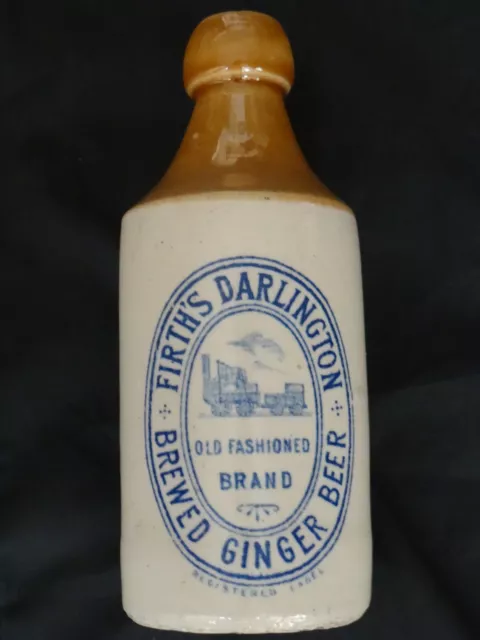 FIRTH'S DARLINGTON
OLD FASHIONED
BRAND
BREWED GINGER BEER
REGISTERED LABEL